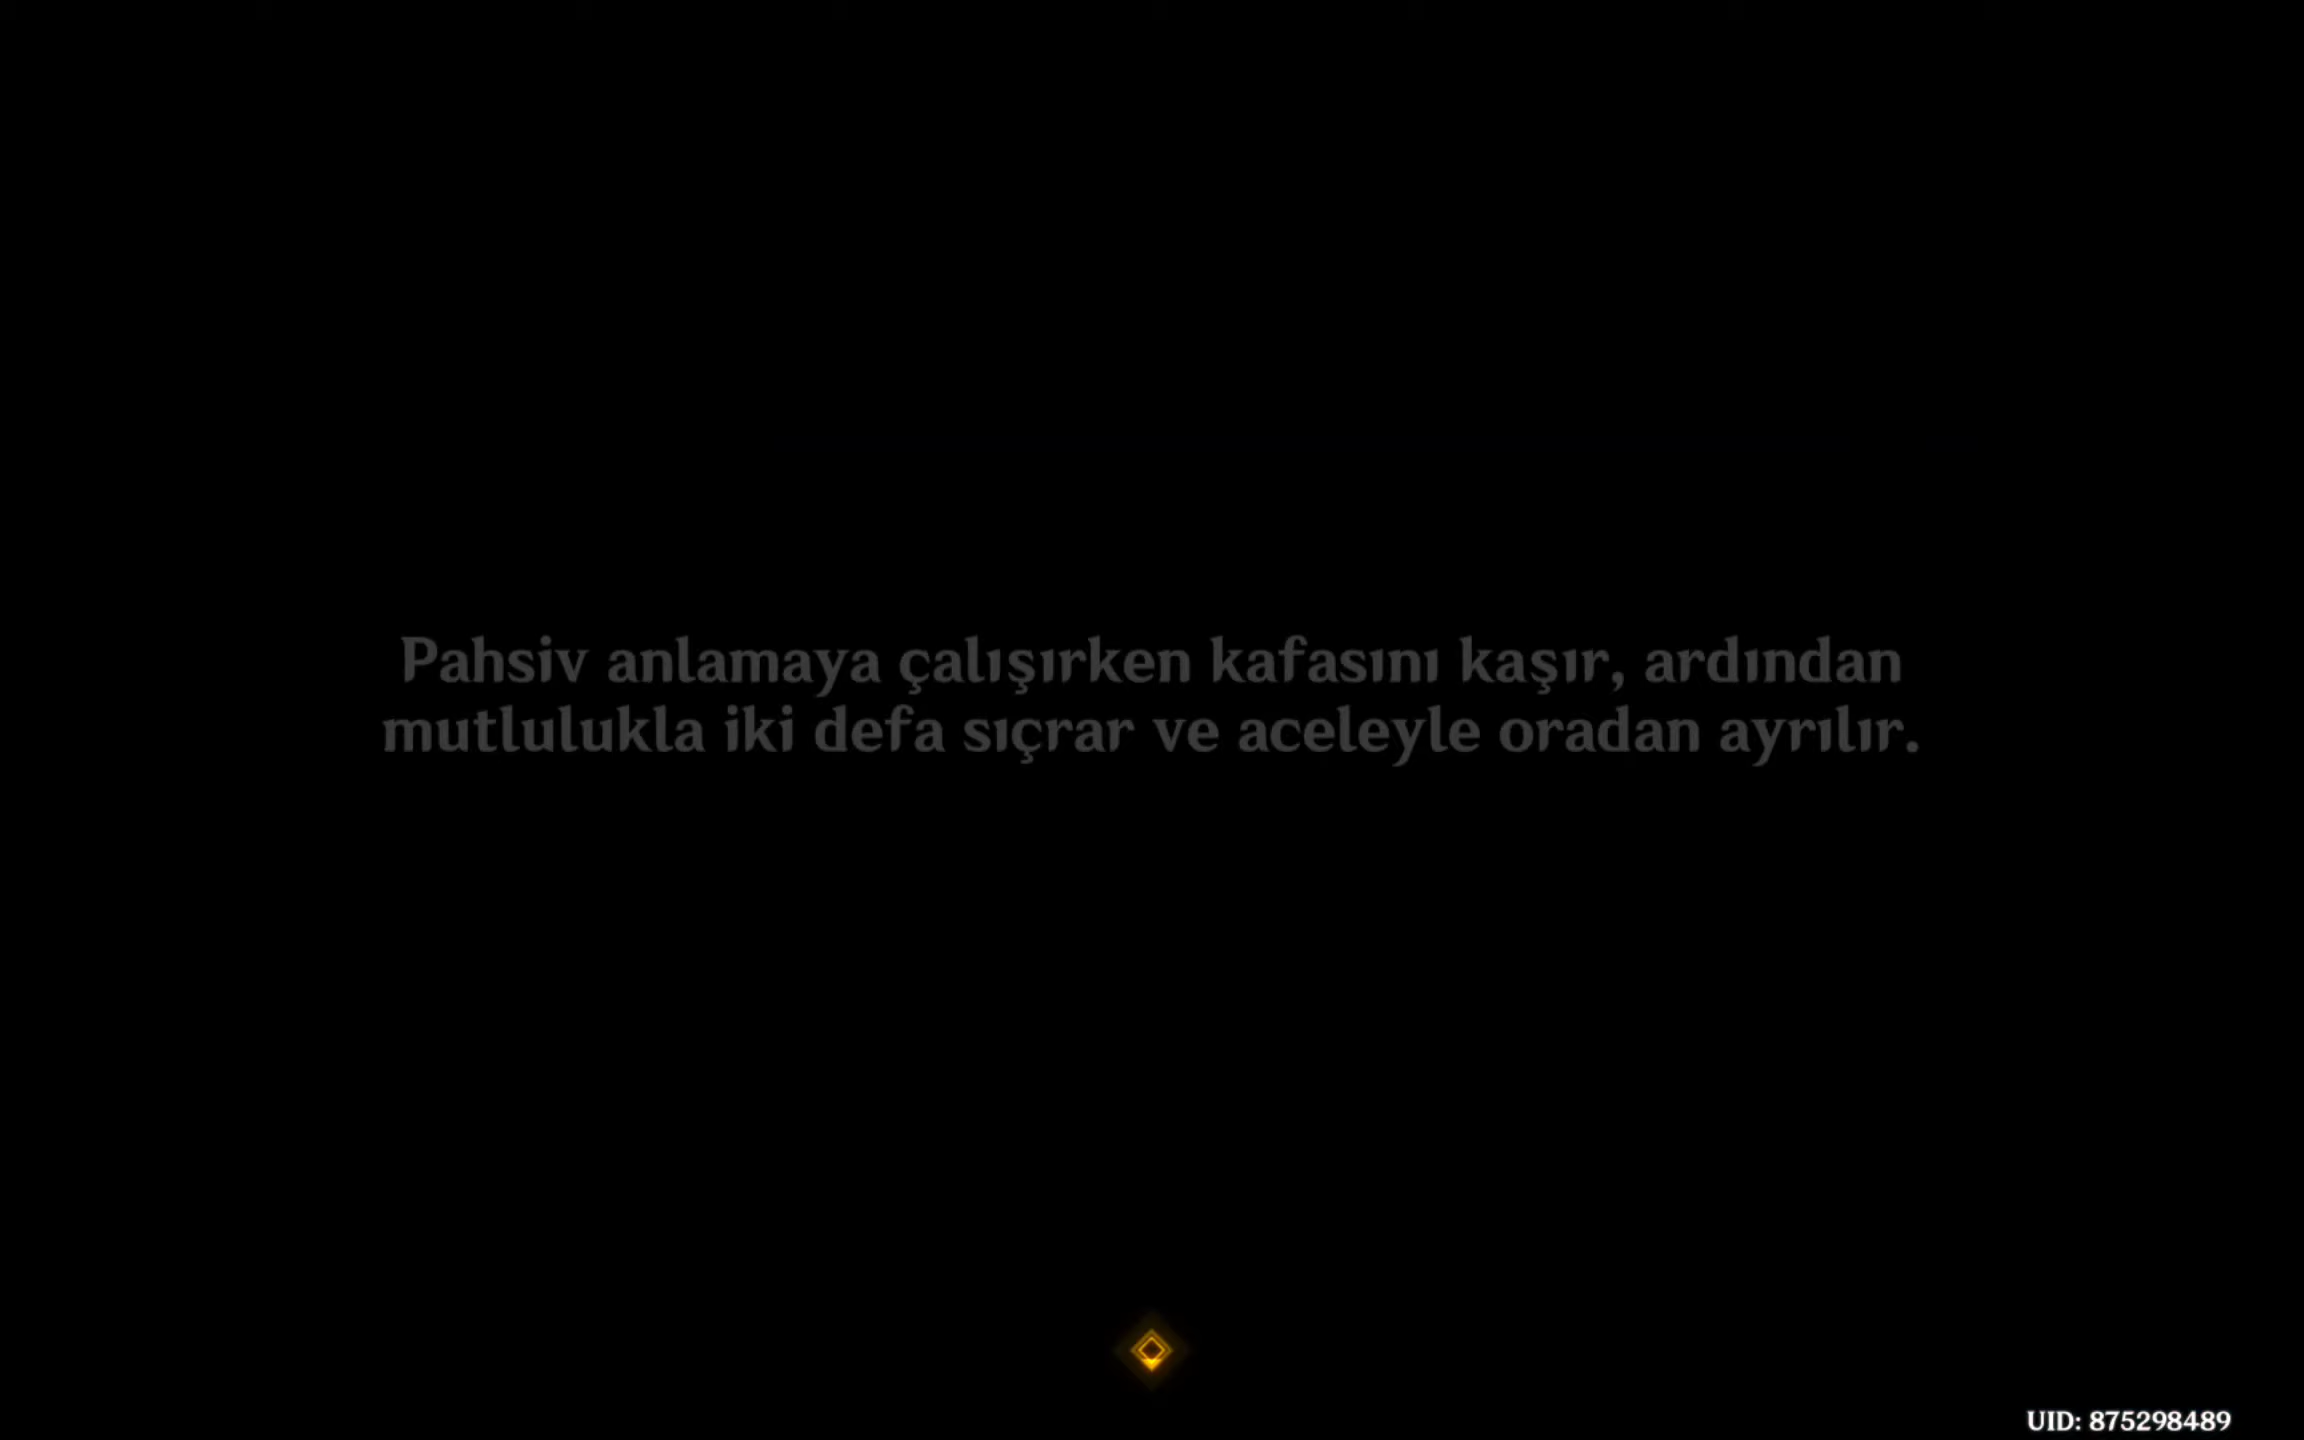 Pahsiv anlamaya çalışırken kafasını kaşır, ardından
mutlulukla iki defa sıçrar ve aceleyle oradan ayrılır.
UID: 875298489